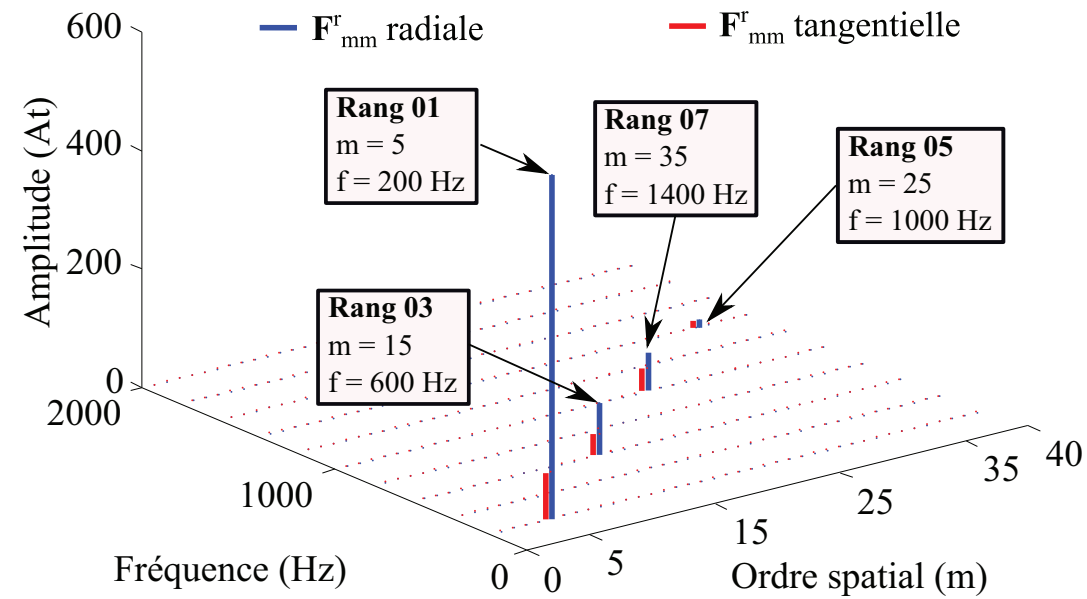 600
F^r_mm radiale
F^r_mm tangentielle
Rang 01
m = 5
f = 200 Hz
Rang 07
m = 35
f = 1400 Hz
Rang 05
m = 25
f = 1000 Hz
400
Amplitude (At)
200
Rang 03
m = 15
f = 600 Hz
0
2000
1000
0
0
5
15
25
35
40
Fréquence (Hz)
Ordre spatial (m)